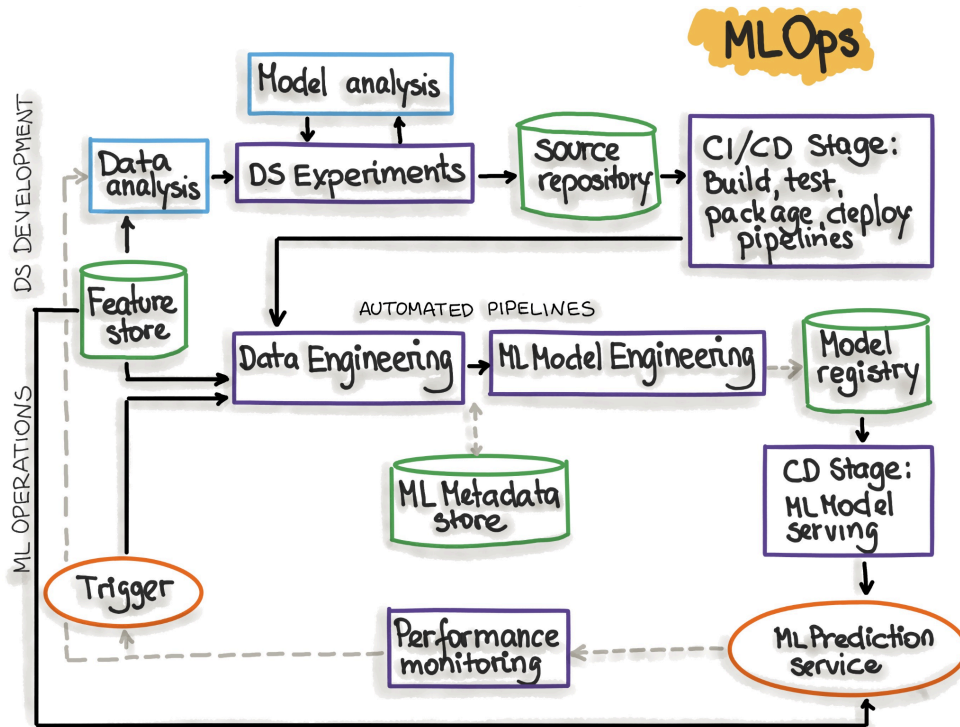 MLOps
Model analysis
DS DEVELOPMENT
Data
analysis
DS Experiments
source
repository
CI/CD Stage:
Build, test,
package, deploy
pipelines
Feature
store
AUTOMATED PIPELINES
Data Engineering
ML Model Engineering
Model
registry
ML OPERATIONS
ML Metadata
store
CD Stage:
ML Model
serving
Trigger
Performance
monitoring
ML Prediction
service